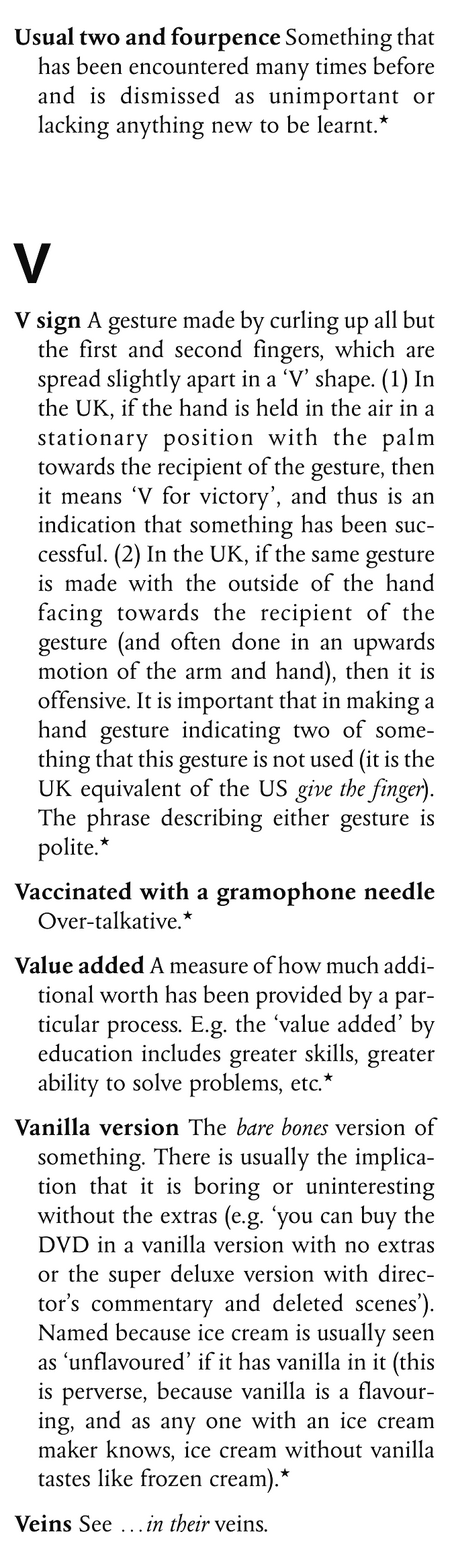 Usual two and fourpence Something that
has been encountered many times before
and is dismissed as unimportant or
lacking anything new to be learnt.★
V
V sign A gesture made by curling up all but
the first and second fingers, which are
spread slightly apart in a ‘V’ shape. (1) In
the UK, if the hand is held in the air in a
stationary position with the palm
towards the recipient of the gesture, then
it means ‘V for victory’, and thus is an
indication that something has been suc-
cessful. (2) In the UK, if the same gesture
is made with the outside of the hand
facing towards the recipient of the
gesture (and often done in an upwards
motion of the arm and hand), then it is
offensive. It is important that in making a
hand gesture indicating two of some-
thing that this gesture is not used (it is the
UK equivalent of the US give the finger).
The phrase describing either gesture is
polite.★
Vaccinated with a gramophone needle
Over-talkative.★
Value added A measure of how much addi-
tional worth has been provided by a par-
ticular process. E.g. the ‘value added’ by
education includes greater skills, greater
ability to solve problems, etc.★
Vanilla version The bare bones version of
something. There is usually the implica-
tion that it is boring or uninteresting
without the extras (e.g. ‘you can buy the
DVD in a vanilla version with no extras
or the super deluxe version with direc-
tor’s commentary and deleted scenes’).
Named because ice cream is usually seen
as ‘unflavoured’ if it has vanilla in it (this
is perverse, because vanilla is a flavour-
ing, and as any one with an ice cream
maker knows, ice cream without vanilla
tastes like frozen cream).★
Veins See …in their veins.